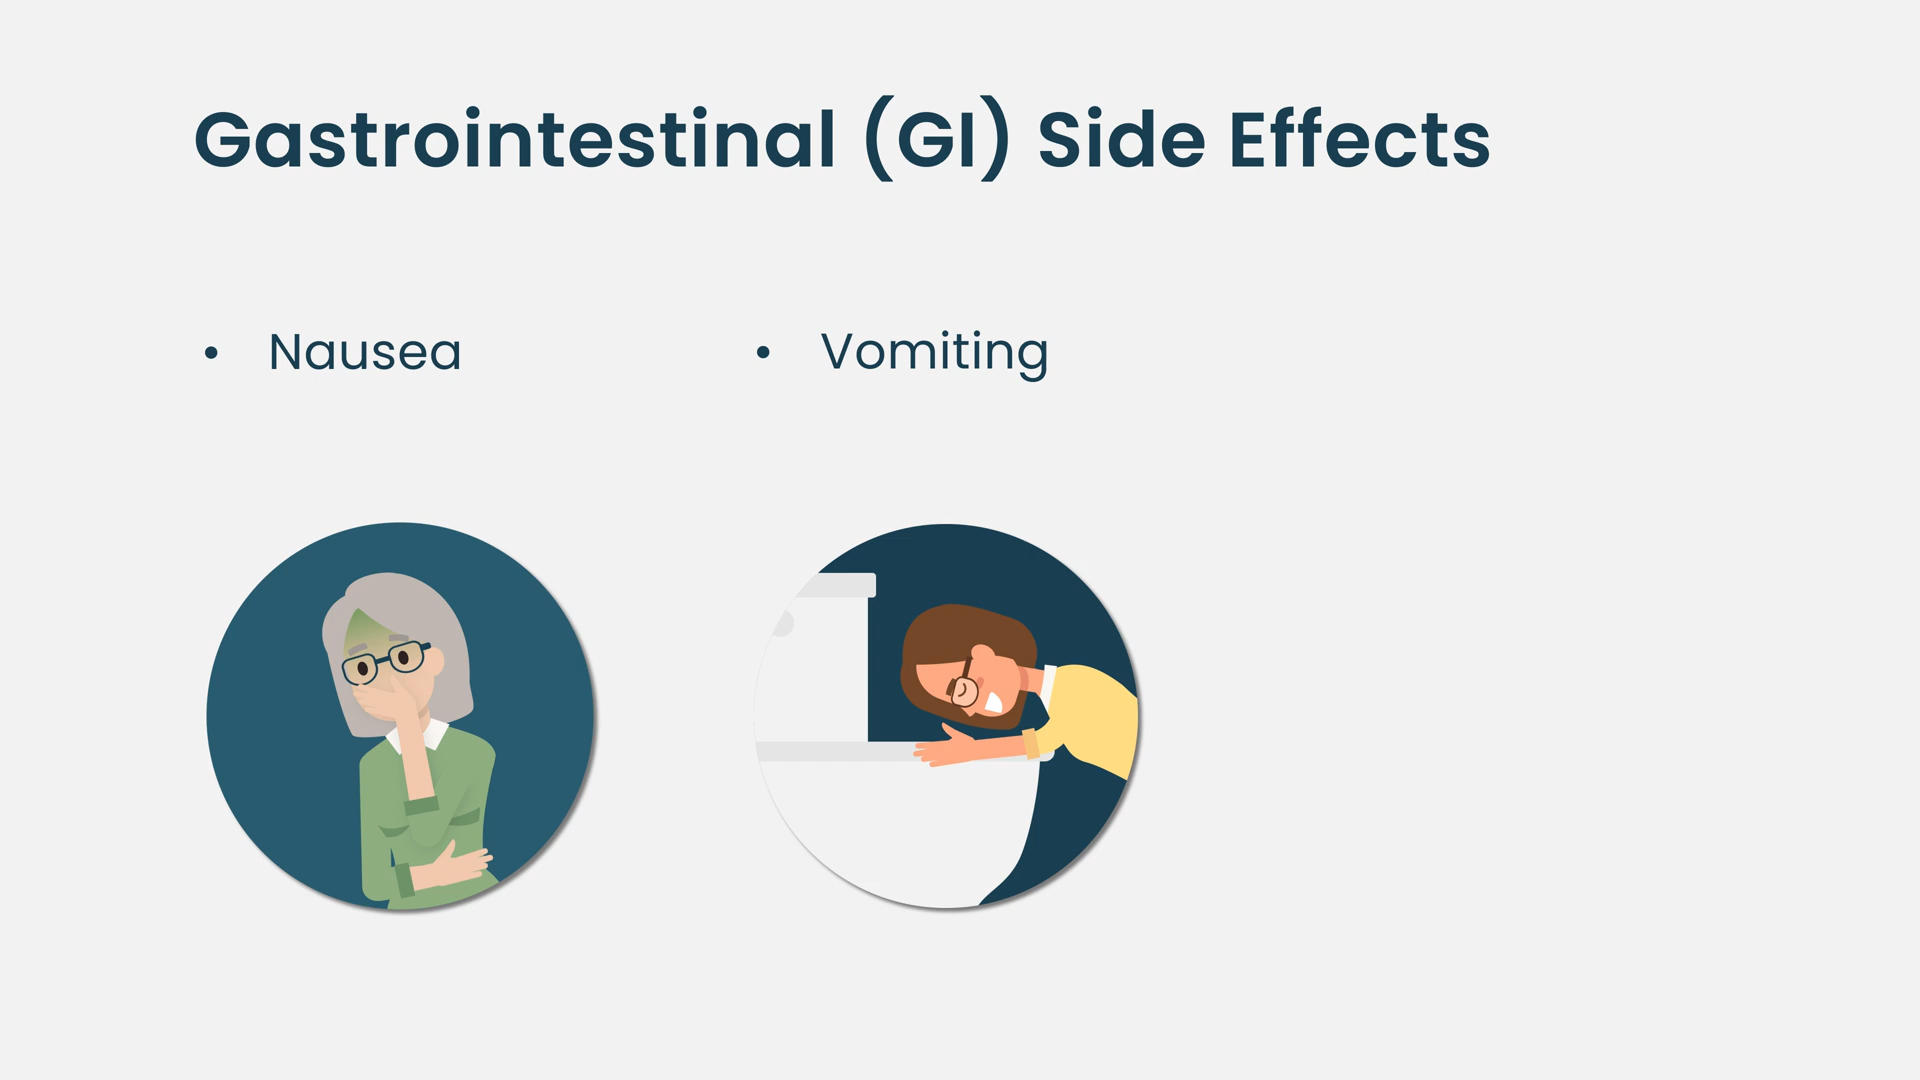 Gastrointestinal (GI) Side Effects
• Nausea
• Vomiting